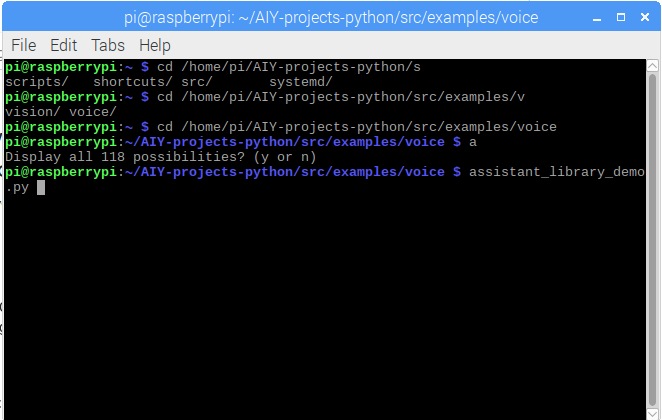 pi@raspberrypi: ~/AIY-projects-python/src/examples/voice
File Edit Tabs Help
pi@raspberrypi:~ $ cd /home/pi/AIY-projects-python/s
scripts/   shortcuts/ src/       systemd/
pi@raspberrypi:~ $ cd /home/pi/AIY-projects-python/src/examples/v
vision/ voice/
pi@raspberrypi:~ $ cd /home/pi/AIY-projects-python/src/examples/voice
pi@raspberrypi:~/AIY-projects-python/src/examples/voice $ a
Display all 118 possibilities? (y or n)
pi@raspberrypi:~/AIY-projects-python/src/examples/voice $ assistant_library_demo
.py